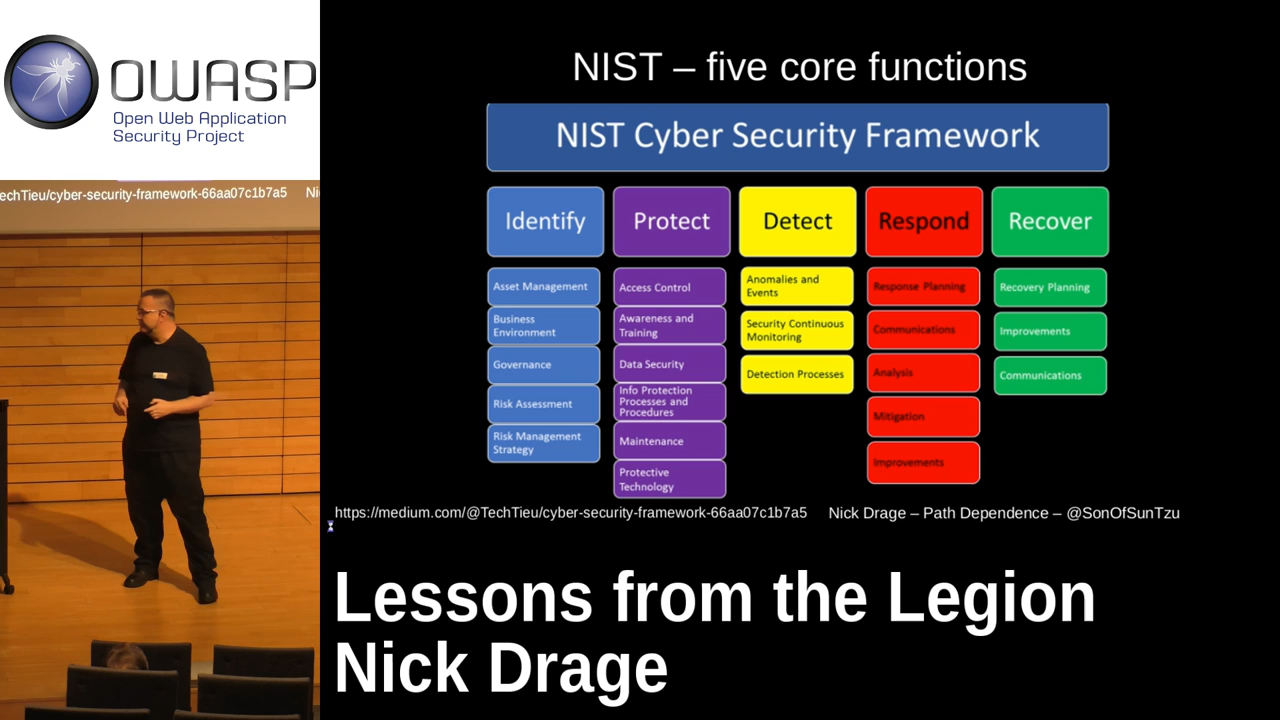 OWASP
Open Web Application
Security Project
echTieu/cyber-security-framework-66aa07c1b7a5 Ni
NIST – five core functions
NIST Cyber Security Framework
Identify
Asset Management
Business
Environment
Governance
Risk Assessment
Risk Management
Strategy
Protect
Access Control
Awareness and
Training
Data Security
Info Protection
Processes and
Procedures
Maintenance
Protective
Technology
Detect
Anomalies and
Events
Security Continuous
Monitoring
Detection Processes
Respond
Response Planning
Communications
Analysis
Mitigation
Improvements
Recover
Recovery Planning
Improvements
Communications
https://medium.com/@TechTieu/cyber-security-framework-66aa07c1b7a5 Nick Drage – Path Dependence – @SonOfSunTzu
Lessons from the Legion
Nick Drage